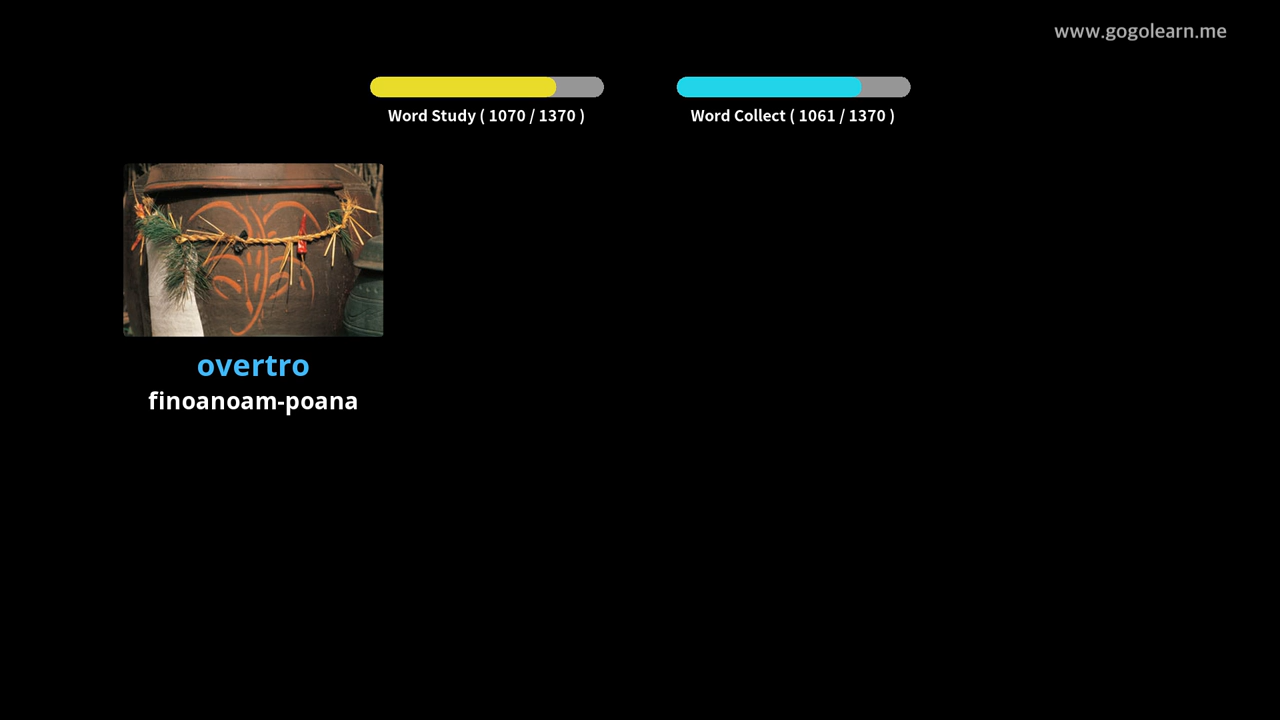 www.gogolearn.me
Word Study ( 1070 / 1370 )
Word Collect ( 1061 / 1370 )
overtro
finoanoam-poana